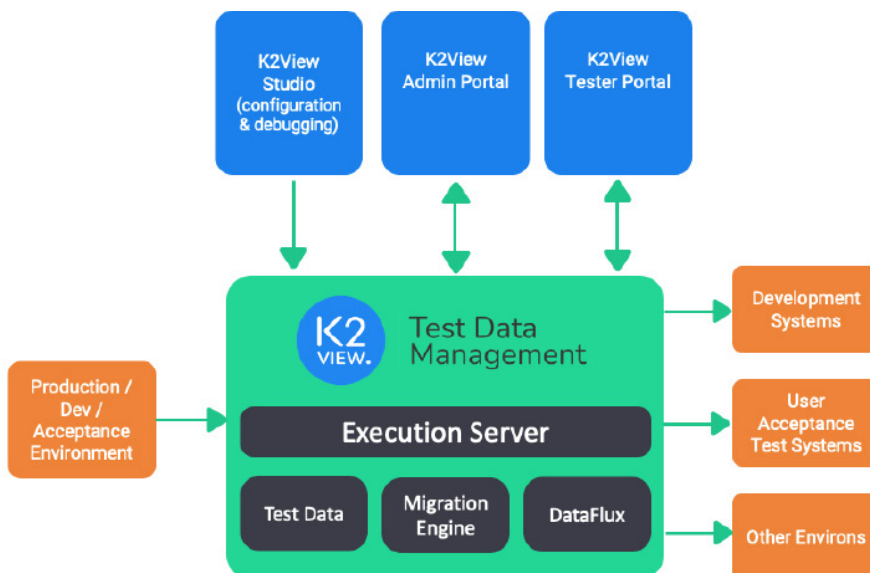 K2View
Studio
(configuration
& debugging)
K2View
Admin Portal
K2View
Tester Portal
K2
VIEW.
Test Data
Management
Production /
Dev /
Acceptance
Environment
Execution Server
Test Data
Migration
Engine
DataFlux
Development
Systems
User
Acceptance
Test Systems
Other Environs